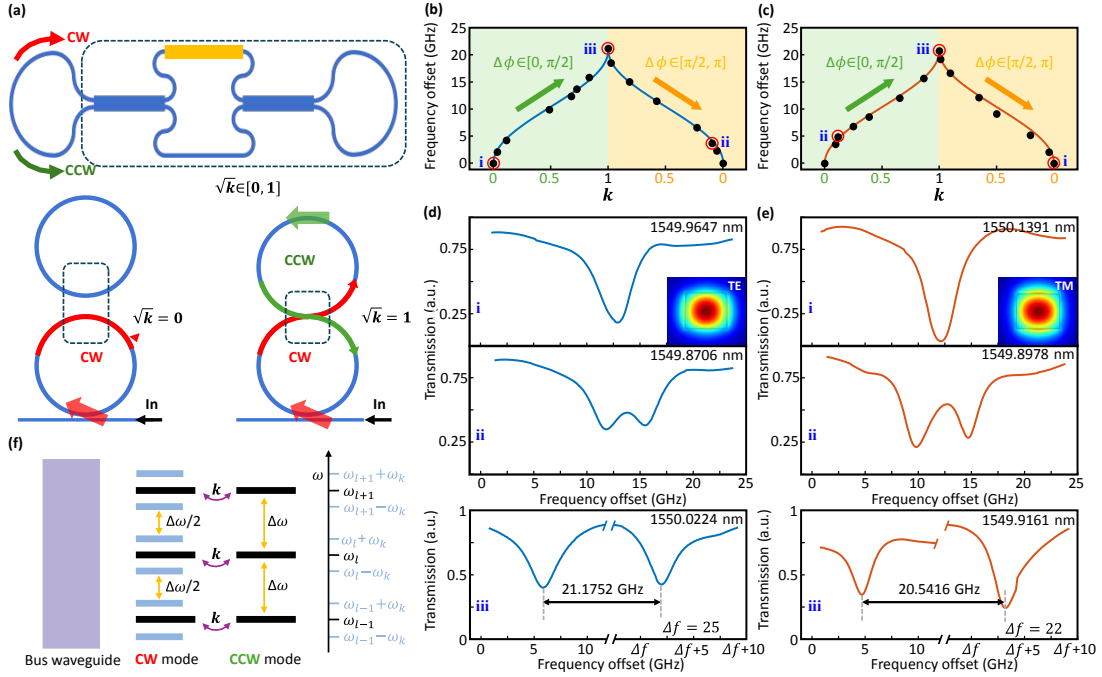 (a)
CW
CCW
√k∈[0, 1]
CCW
√k = 0
√k = 1
CW
CW
In
In
(b)
Frequency offset (GHz)
25
20
15
10
5
0
iii
Δϕ∈[0, π/2]
Δϕ∈[π/2, π]
ii
i
0
0.5
1
0.5
0
k
(c)
Frequency offset (GHz)
25
20
15
10
5
0
iii
Δϕ∈[0, π/2]
Δϕ∈[π/2, π]
ii
i
0
0.5
1
0.5
0
k
(d)
1549.9647 nm
Transmission (a.u.)
0.75
0.25
TE
i
1549.8706 nm
0.75
0.25
ii
0 5 10 15 20 25
Frequency offset (GHz)
1550.0224 nm
Transmission (a.u.)
1
0.5
0
21.1752 GHz
iii
Δf = 25
0 5 10 Δf Δf+5 Δf+10
Frequency offset (GHz)
(e)
1550.1391 nm
Transmission (a.u.)
0.75
0.25
TM
i
1549.8978 nm
0.75
0.25
ii
0 5 10 15 20 25
Frequency offset (GHz)
1549.9161 nm
Transmission (a.u.)
1
0.5
0
20.5416 GHz
iii
Δf = 22
0 5 10 Δf Δf+5 Δf+10
Frequency offset (GHz)
(f)
ω
ωl+1+ωk
k
ωl+1
ωl+1−ωk
Δω/2
Δω
ωl+ωk
k
ωl
ωl−ωk
Δω/2
Δω
ωl−1+ωk
k
ωl−1
ωl−1−ωk
Bus waveguide
CW mode
CCW mode